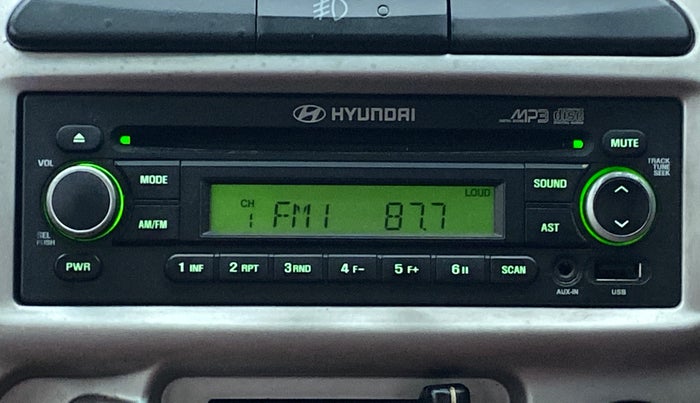 HYUNDAI
MP3
MUTE
VOL
MODE
AM/FM
SEL
PUSH
PWR
CH
1 FM1 87.7
LOUD
SOUND
AST
TRACK
TUNE
SEEK
1 INF 2 RPT 3 RND 4 F- 5 F+ 6 II SCAN
AUX-IN
USB